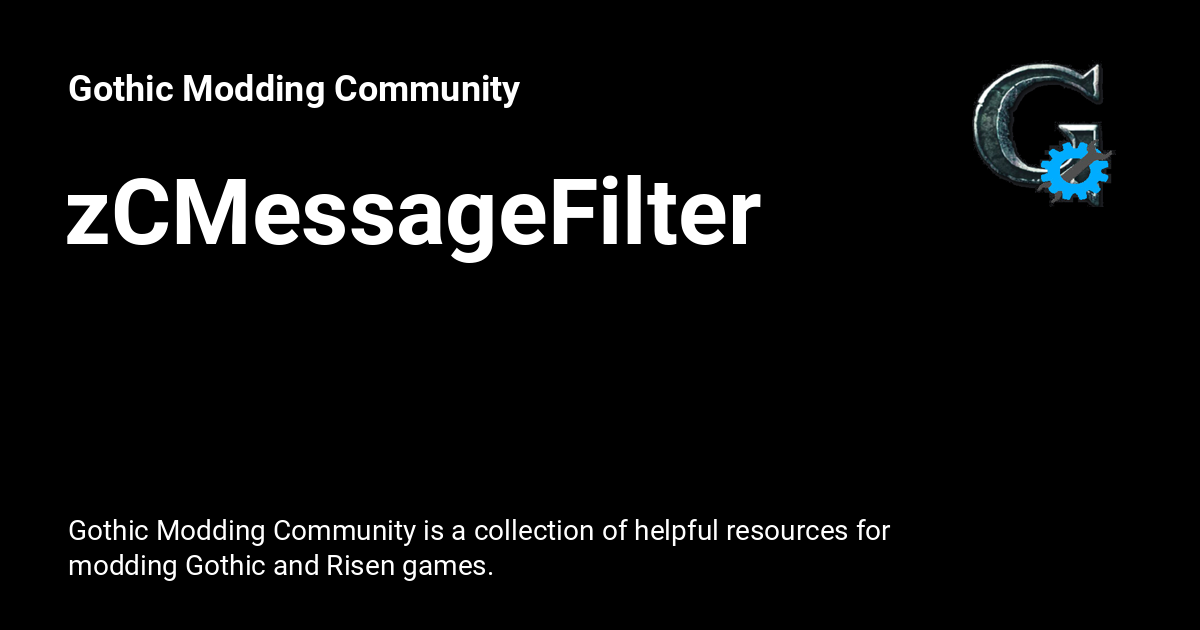 Gothic Modding Community
zCMessageFilter
G
Gothic Modding Community is a collection of helpful resources for
modding Gothic and Risen games.